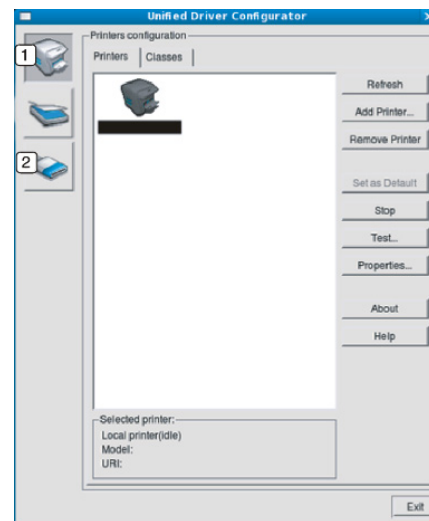 Unified Driver Configurator
1
2
Printers configuration
Printers
Classes
Refresh
Add Printer...
Remove Printer
Set as Default
Stop
Test...
Properties...
About
Help
Selected printer:
Local printer(idle)
Model:
URI:
Exit